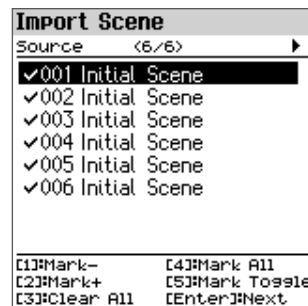 Import Scene
Source <6/6> ▶
✔001 Initial Scene
✔002 Initial Scene
✔003 Initial Scene
✔004 Initial Scene
✔005 Initial Scene
✔006 Initial Scene
[1]:Mark- [4]:Mark All
[2]:Mark+ [5]:Mark Toggle
[3]:Clear All [Enter]:Next